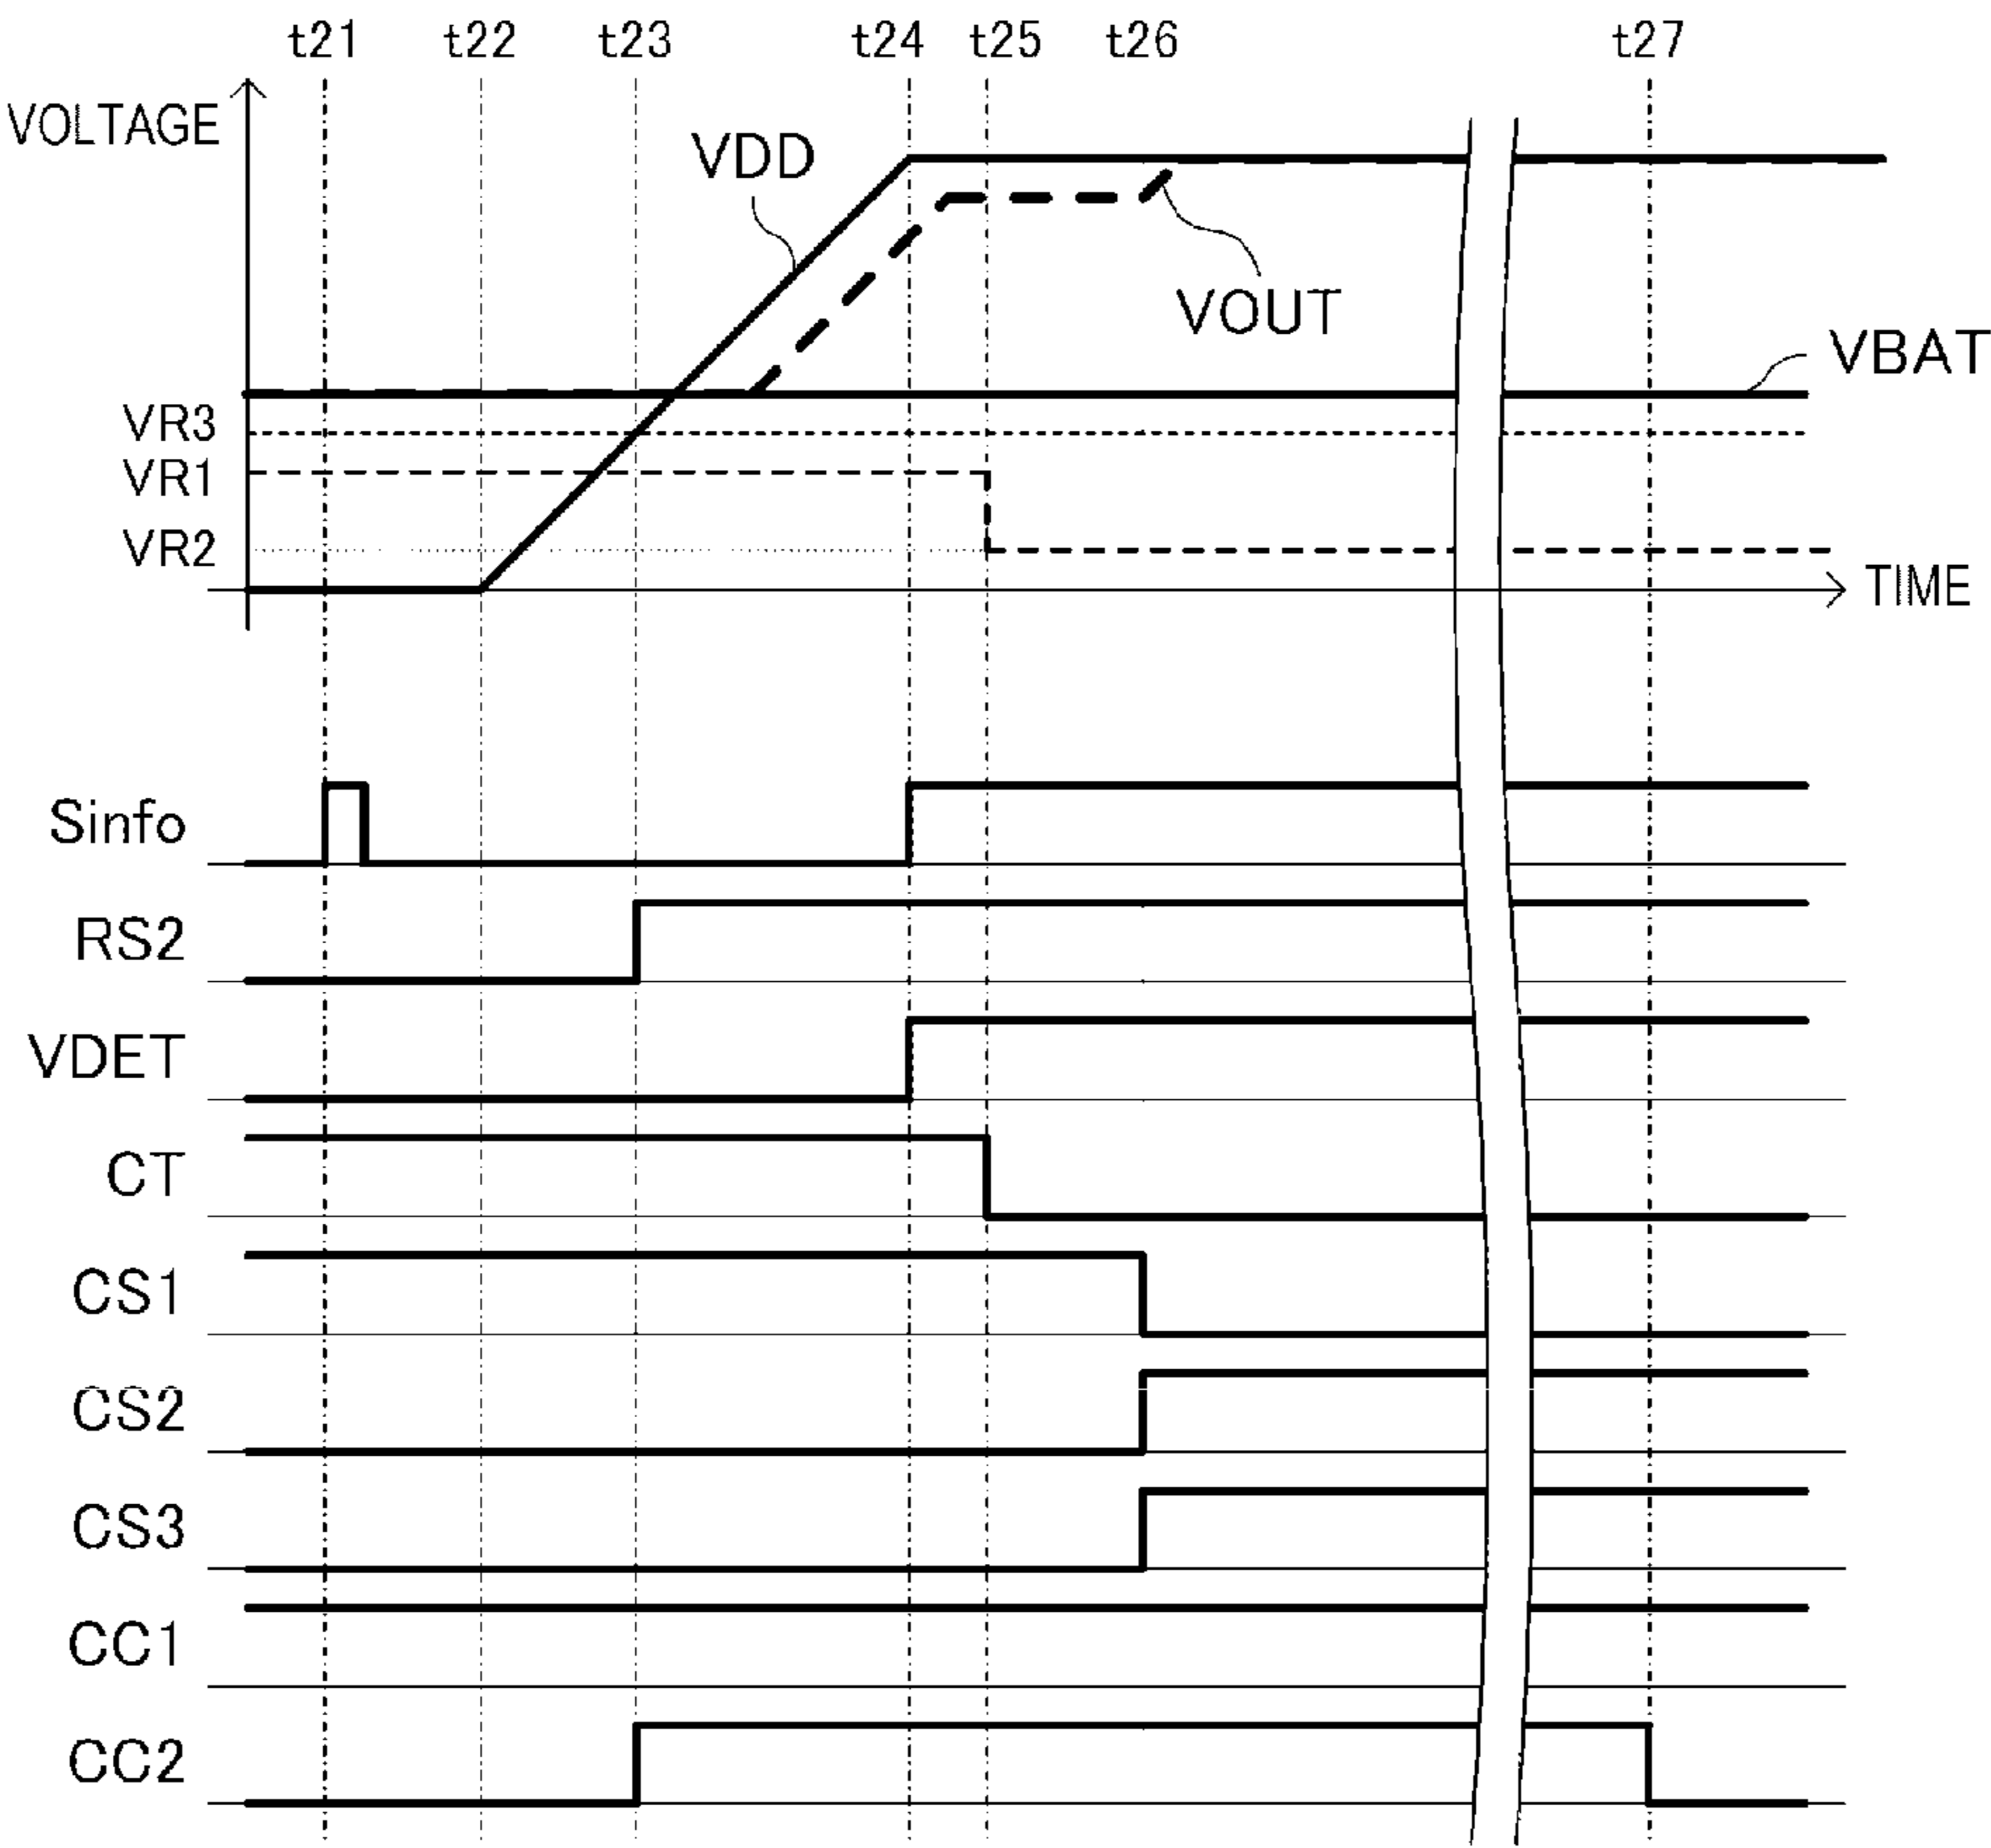 t21 t22 t23 t24 t25 t26 t27
VOLTAGE
VDD
VOUT
VBAT
VR3
VR1
VR2
TIME
Sinfo
RS2
VDET
CT
CS1
CS2
CS3
CC1
CC2